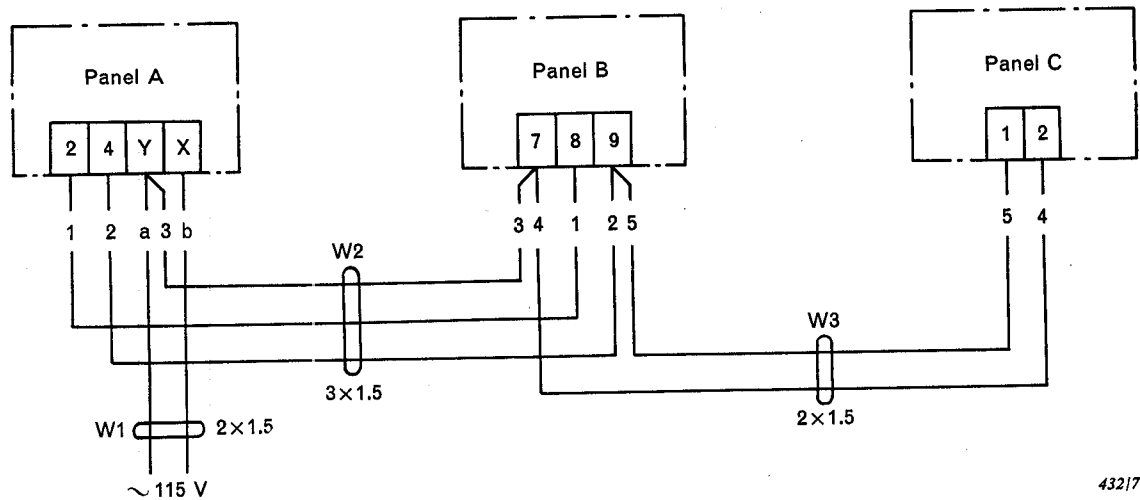 Panel A
Panel B
Panel C
2 4 Y X
7 8 9
1 2
1 2 a 3 b
3 4 1 2 5
5 4
W2
W3
3×1.5
2×1.5
W1 2×1.5
~ 115 V
432/7